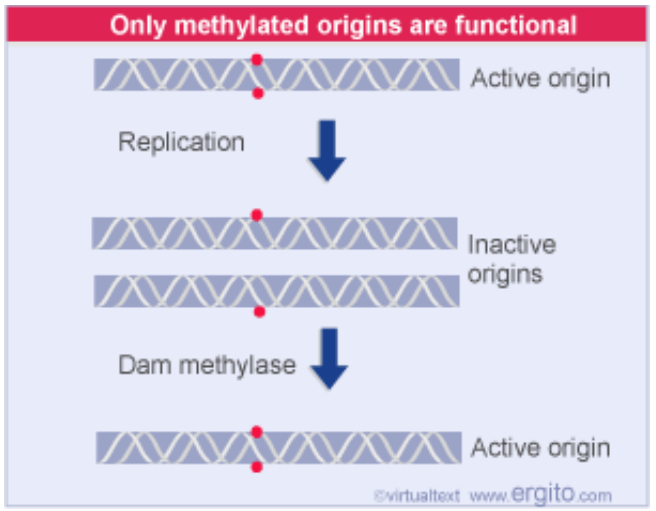 Only methylated origins are functional
Active origin
Replication
Inactive
origins
Dam methylase
Active origin
©virtualtext www.ergito.com